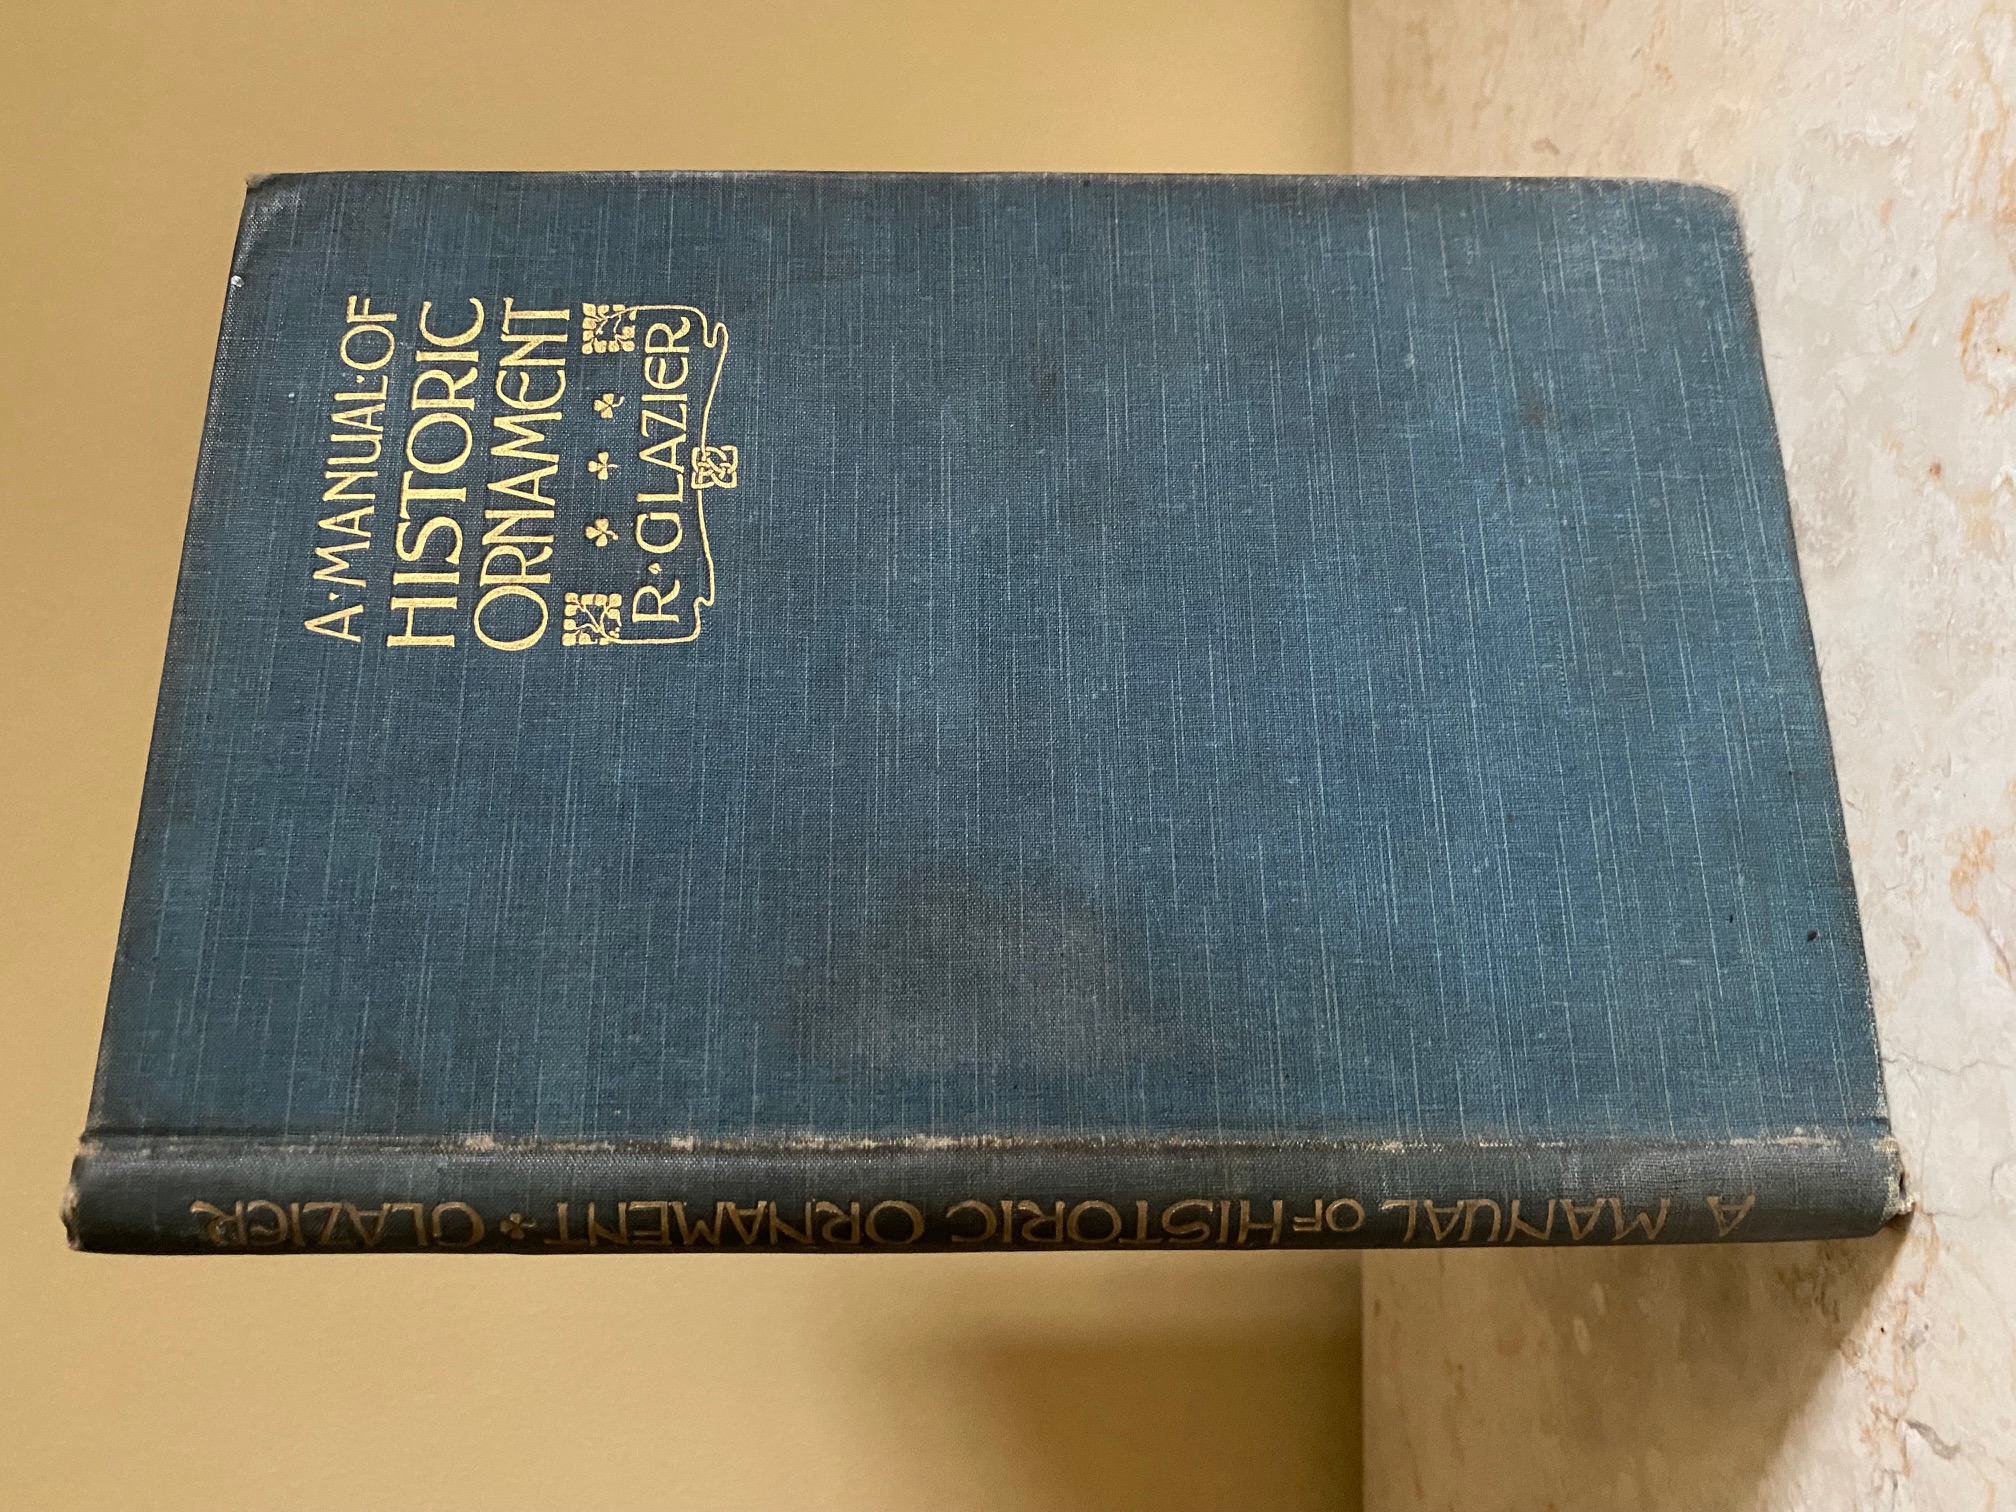 A·MANUAL·OF
HISTORIC
ORNAMENT
R·GLAZIER
A MANUAL OF HISTORIC ORNAMENT GLAZIER